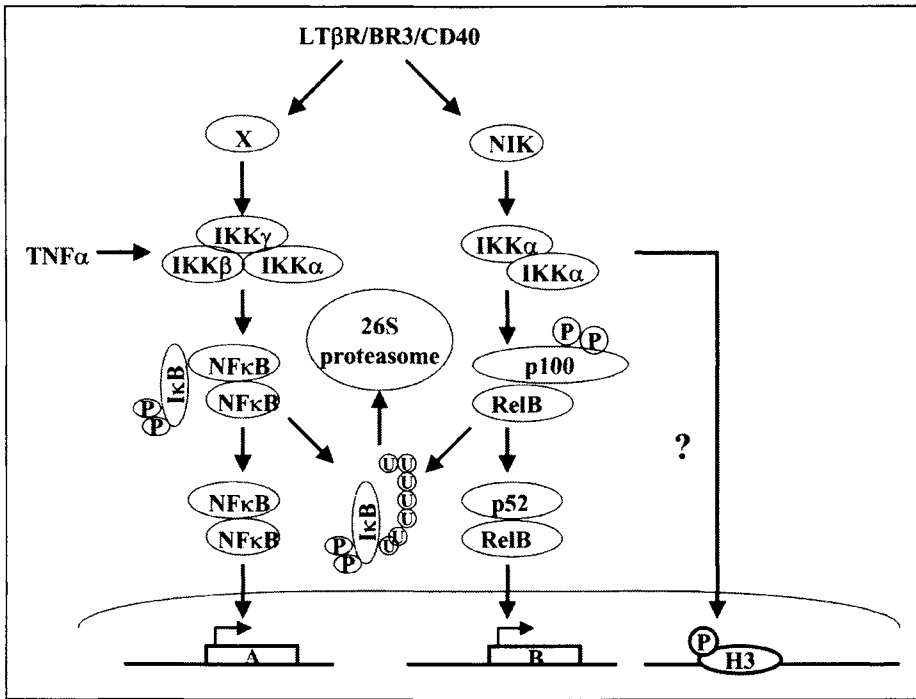 LTβR/BR3/CD40
X
NIK
TNFα
IKKγ
IKKβ
IKKα
IKKα
IKKα
26S
proteasome
P
P
p100
RelB
NFκB
NFκB
IκB
P
P
?
U
U
U
U
U
U
U
U
IκB
P
P
NFκB
NFκB
p52
RelB
A
B
P
H3